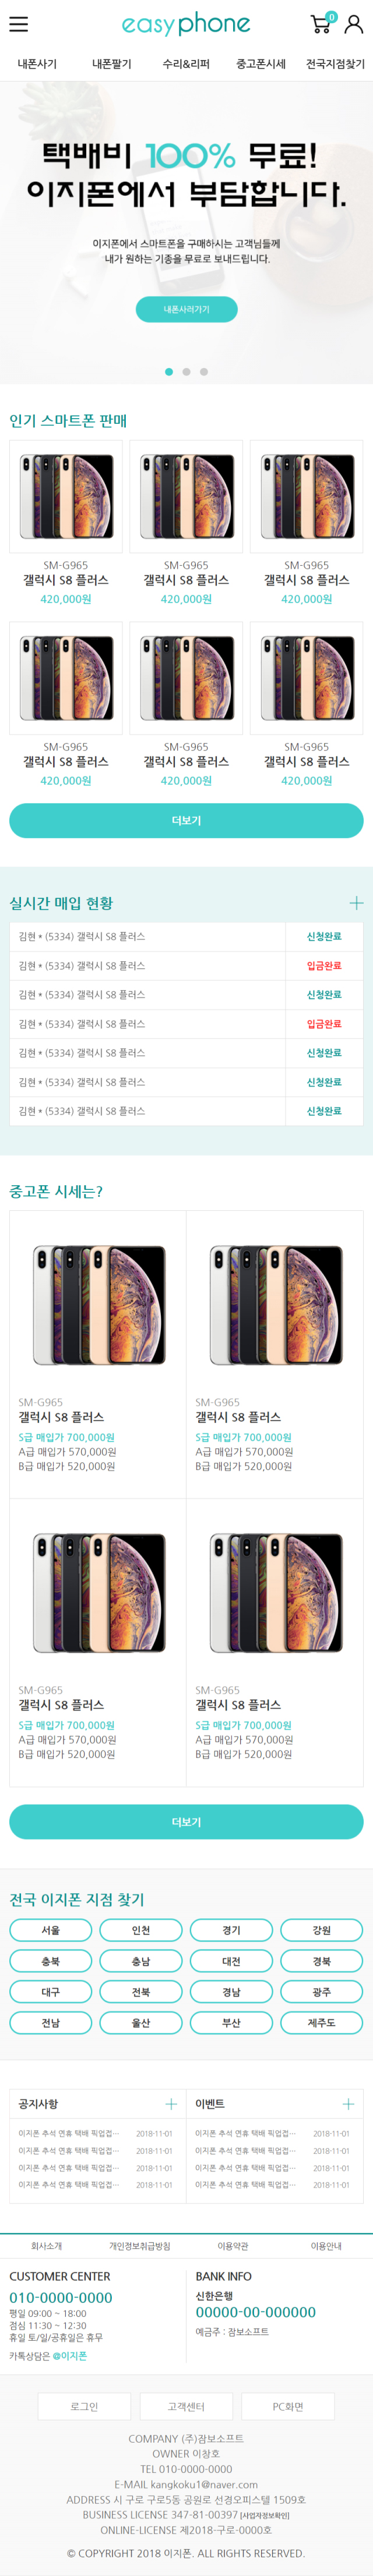 easyphone
0
내폰사기 내폰팔기 수리&리퍼 중고폰시세 전국지점찾기
택배비 100% 무료!
이지폰에서 부담합니다.
이지폰에서 스마트폰을 구매하시는 고객님들께
내가 원하는 기종을 무료로 보내드립니다.
내폰사러가기
인기 스마트폰 판매
SM-G965 SM-G965 SM-G965
갤럭시 S8 플러스 갤럭시 S8 플러스 갤럭시 S8 플러스
420,000원 420,000원 420,000원
SM-G965 SM-G965 SM-G965
갤럭시 S8 플러스 갤럭시 S8 플러스 갤럭시 S8 플러스
420,000원 420,000원 420,000원
더보기
실시간 매입 현황
김현 * (5334) 갤럭시 S8 플러스 신청완료
김현 * (5334) 갤럭시 S8 플러스 입금완료
김현 * (5334) 갤럭시 S8 플러스 신청완료
김현 * (5334) 갤럭시 S8 플러스 입금완료
김현 * (5334) 갤럭시 S8 플러스 신청완료
김현 * (5334) 갤럭시 S8 플러스 신청완료
김현 * (5334) 갤럭시 S8 플러스 신청완료
중고폰 시세는?
SM-G965 SM-G965
갤럭시 S8 플러스 갤럭시 S8 플러스
S급 매입가 700,000원 S급 매입가 700,000원
A급 매입가 570,000원 A급 매입가 570,000원
B급 매입가 520,000원 B급 매입가 520,000원
SM-G965 SM-G965
갤럭시 S8 플러스 갤럭시 S8 플러스
S급 매입가 700,000원 S급 매입가 700,000원
A급 매입가 570,000원 A급 매입가 570,000원
B급 매입가 520,000원 B급 매입가 520,000원
더보기
전국 이지폰 지점 찾기
서울 인천 경기 강원
충북 충남 대전 경북
대구 전북 경남 광주
전남 울산 부산 제주도
공지사항 이벤트
이지폰 추석 연휴 택배 픽업접… 2018-11-01 이지폰 추석 연휴 택배 픽업접… 2018-11-01
이지폰 추석 연휴 택배 픽업접… 2018-11-01 이지폰 추석 연휴 택배 픽업접… 2018-11-01
이지폰 추석 연휴 택배 픽업접… 2018-11-01 이지폰 추석 연휴 택배 픽업접… 2018-11-01
이지폰 추석 연휴 택배 픽업접… 2018-11-01 이지폰 추석 연휴 택배 픽업접… 2018-11-01
회사소개 개인정보취급방침 이용약관 이용안내
CUSTOMER CENTER
010-0000-0000
평일 09:00 ~ 18:00
점심 11:30 ~ 12:30
휴일 토/일/공휴일은 휴무
카톡상담은 @이지폰
BANK INFO
신한은행
00000-00-000000
예금주 : 잠보소프트
로그인 고객센터 PC화면
COMPANY (주)잠보소프트
OWNER 이창호
TEL 010-0000-0000
E-MAIL kangkoku1@naver.com
ADDRESS 시 구로 구로5동 공원로 선경오피스텔 1509호
BUSINESS LICENSE 347-81-00397 [사업자정보확인]
ONLINE-LICENSE 제2018-구로-0000호
© COPYRIGHT 2018 이지폰. ALL RIGHTS RESERVED.